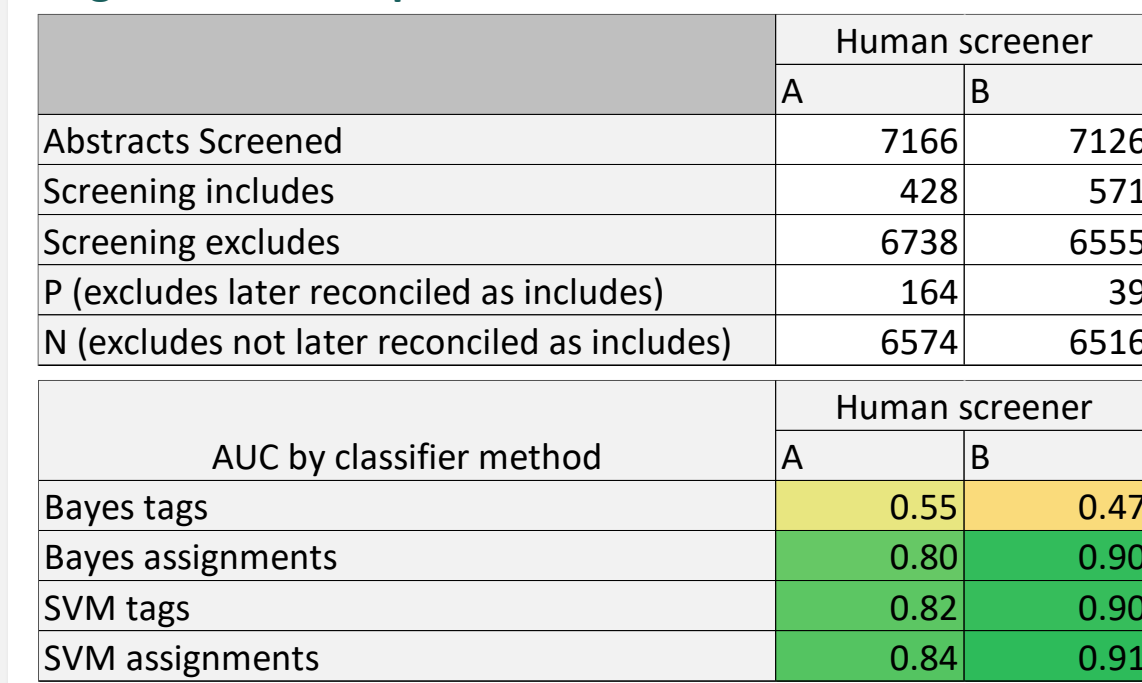 Human screener
A B
Abstracts Screened 7166 7126
Screening includes 428 571
Screening excludes 6738 6555
P (excludes later reconciled as includes) 164 39
N (excludes not later reconciled as includes) 6574 6516
Human screener
AUC by classifier method A B
Bayes tags 0.55 0.47
Bayes assignments 0.80 0.90
SVM tags 0.82 0.90
SVM assignments 0.84 0.91